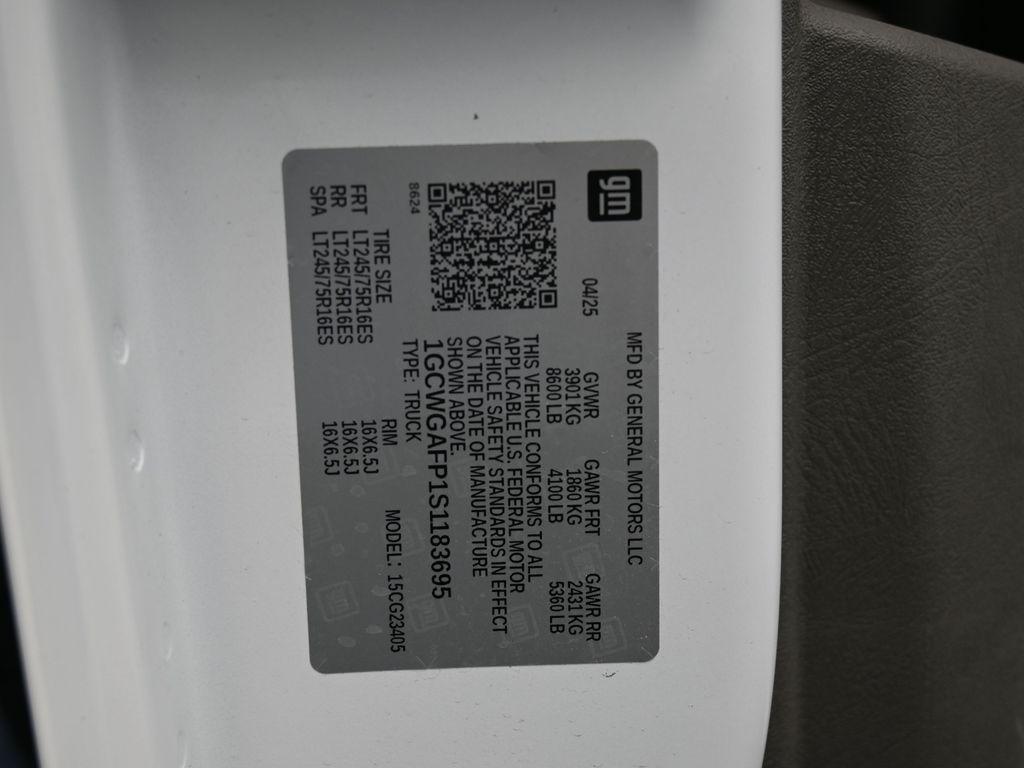 gm
MFD BY GENERAL MOTORS LLC
04/25 GVWR GAWR FRT GAWR RR
3901 KG 1860 KG 2431 KG
8600 LB 4100 LB 5360 LB
THIS VEHICLE CONFORMS TO ALL
APPLICABLE U.S. FEDERAL MOTOR
VEHICLE SAFETY STANDARDS IN EFFECT
ON THE DATE OF MANUFACTURE
SHOWN ABOVE.
1GCWGAFP1S1183695
8624
TYPE: TRUCK MODEL: 15CG23405
TIRE SIZE RIM
FRT LT245/75R16ES 16X6.5J
RR LT245/75R16ES 16X6.5J
SPA LT245/75R16ES 16X6.5J